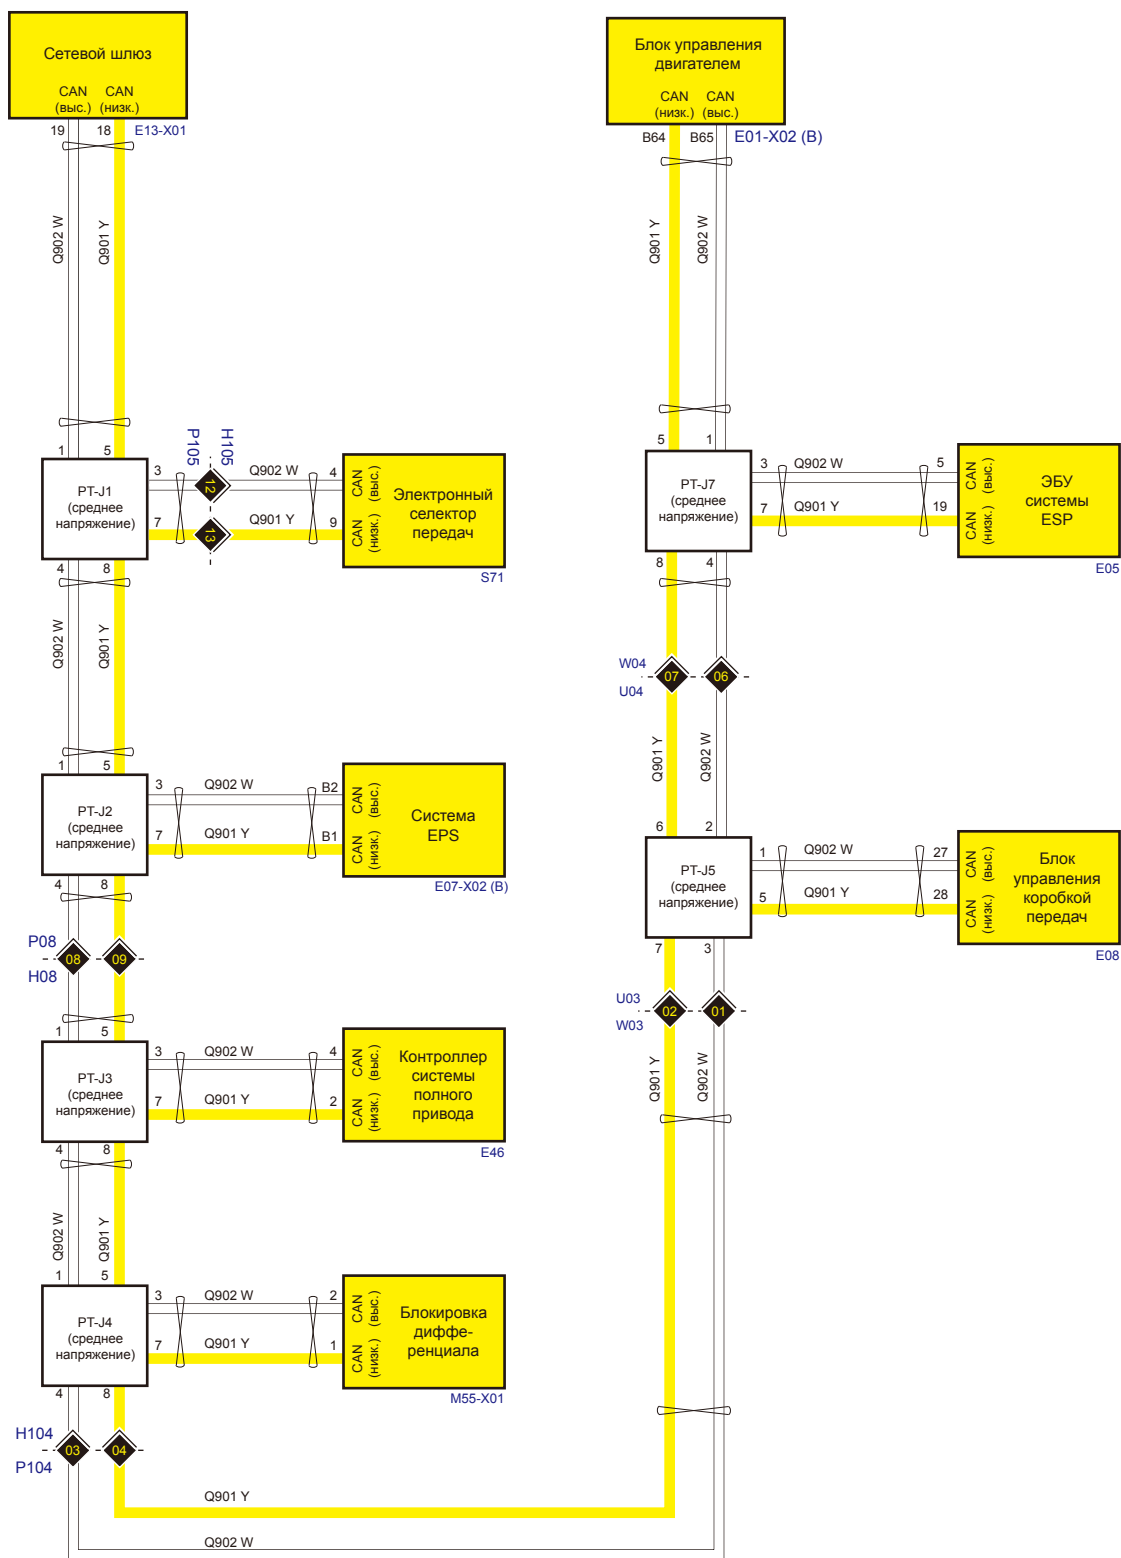 Сетевой шлюз
CAN (выс.)
CAN (низк.)
19
18
E13-X01
Q902 W
Q901 Y
1
5
PT-J1
(среднее
напряжение)
3
P105
H105
12
Q902 W
4
7
13
Q901 Y
9
CAN (выс.)
CAN (низк.)
Электронный
селектор
передач
S71
4
8
Q902 W
Q901 Y
1
5
PT-J2
(среднее
напряжение)
3
Q902 W
B2
7
Q901 Y
B1
CAN (выс.)
CAN (низк.)
Система
EPS
E07-X02 (B)
4
8
P08
H08
08
09
1
5
PT-J3
(среднее
напряжение)
3
Q902 W
4
7
Q901 Y
2
CAN (выс.)
CAN (низк.)
Контроллер
системы
полного
привода
E46
4
8
Q902 W
Q901 Y
1
5
PT-J4
(среднее
напряжение)
3
Q902 W
2
7
Q901 Y
1
CAN (выс.)
CAN (низк.)
Блокировка
диффе-
ренциала
M55-X01
4
8
H104
P104
03
04
Q901 Y
Q902 W
Блок управления
двигателем
CAN (низк.)
CAN (выс.)
B64
B65
E01-X02 (B)
Q901 Y
Q902 W
5
1
PT-J7
(среднее
напряжение)
3
Q902 W
5
7
Q901 Y
19
CAN (выс.)
CAN (низк.)
ЭБУ
системы
ESP
E05
8
4
W04
U04
07
06
Q901 Y
Q902 W
6
2
PT-J5
(среднее
напряжение)
1
Q902 W
27
5
Q901 Y
28
CAN (выс.)
CAN (низк.)
Блок
управления
коробкой
передач
E08
7
3
U03
W03
02
01
Q901 Y
Q902 W